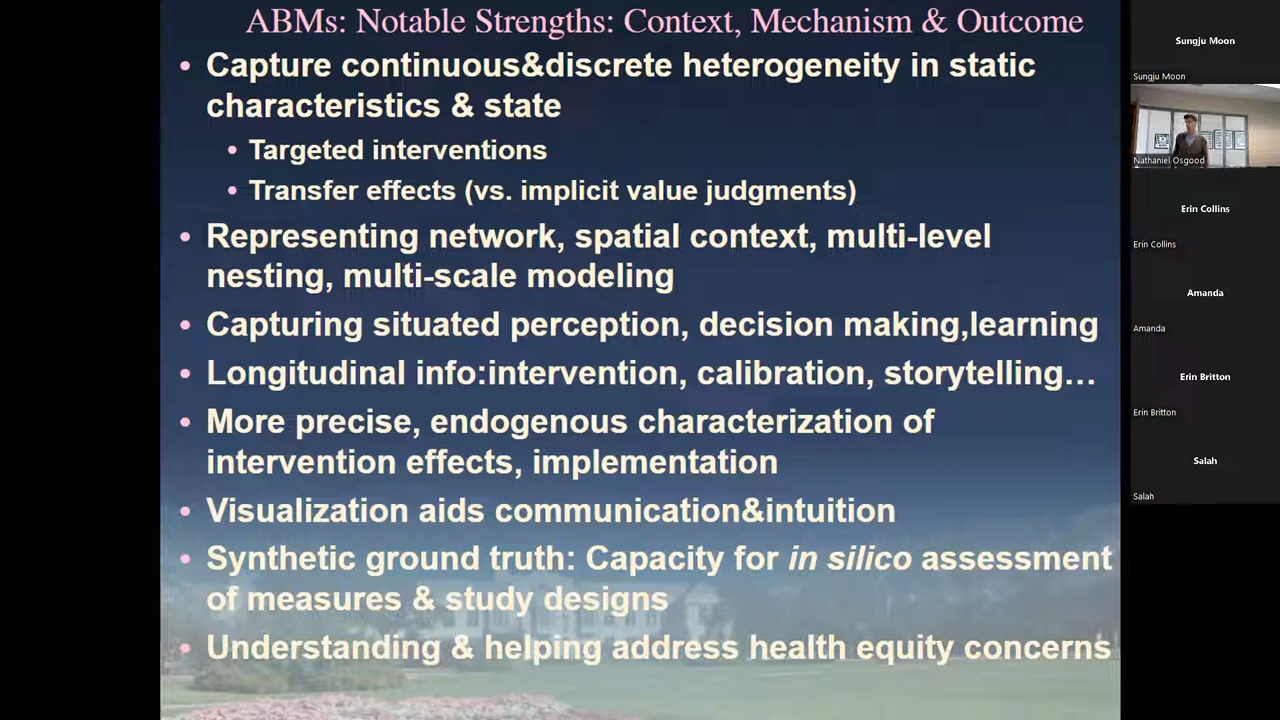 ABMs: Notable Strengths: Context, Mechanism & Outcome
• Capture continuous&discrete heterogeneity in static
characteristics & state
• Targeted interventions
• Transfer effects (vs. implicit value judgments)
• Representing network, spatial context, multi-level
nesting, multi-scale modeling
• Capturing situated perception, decision making,learning
• Longitudinal info:intervention, calibration, storytelling…
• More precise, endogenous characterization of
intervention effects, implementation
• Visualization aids communication&intuition
• Synthetic ground truth: Capacity for in silico assessment
of measures & study designs
• Understanding & helping address health equity concerns
Sungju Moon
Sungju Moon
Nathaniel Osgood
Erin Collins
Erin Collins
Amanda
Amanda
Erin Britton
Erin Britton
Salah
Salah